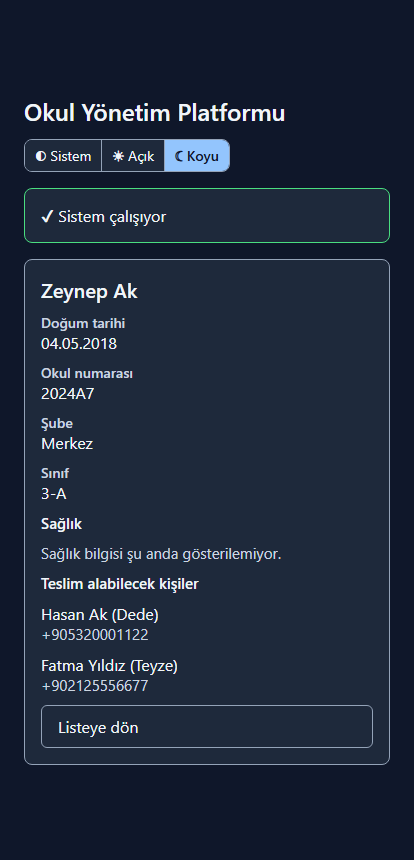 Okul Yönetim Platformu
◐ Sistem ☀ Açık ☾ Koyu
✓ Sistem çalışıyor
Zeynep Ak
Doğum tarihi
04.05.2018
Okul numarası
2024A7
Şube
Merkez
Sınıf
3-A
Sağlık
Sağlık bilgisi şu anda gösterilemiyor.
Teslim alabilecek kişiler
Hasan Ak (Dede)
+905320001122
Fatma Yıldız (Teyze)
+902125556677
Listeye dön